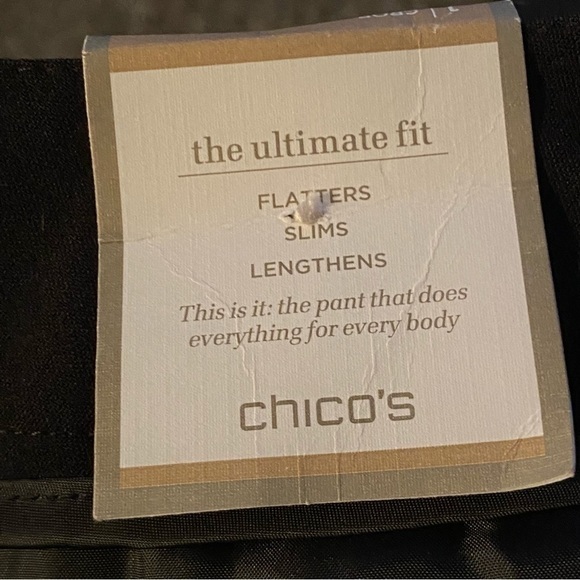 the ultimate fit
FLATTERS
SLIMS
LENGTHENS
This is it: the pant that does
everything for every body
chico's